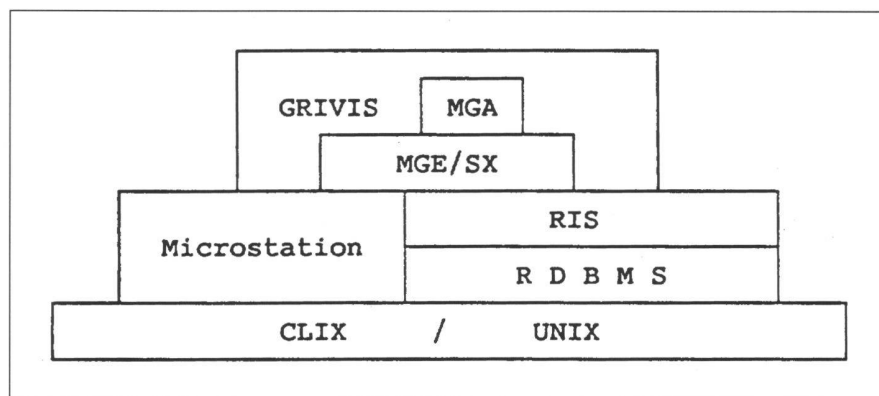 GRIVIS MGA
MGE/SX
RIS
Microstation
R D B M S
CLIX / UNIX